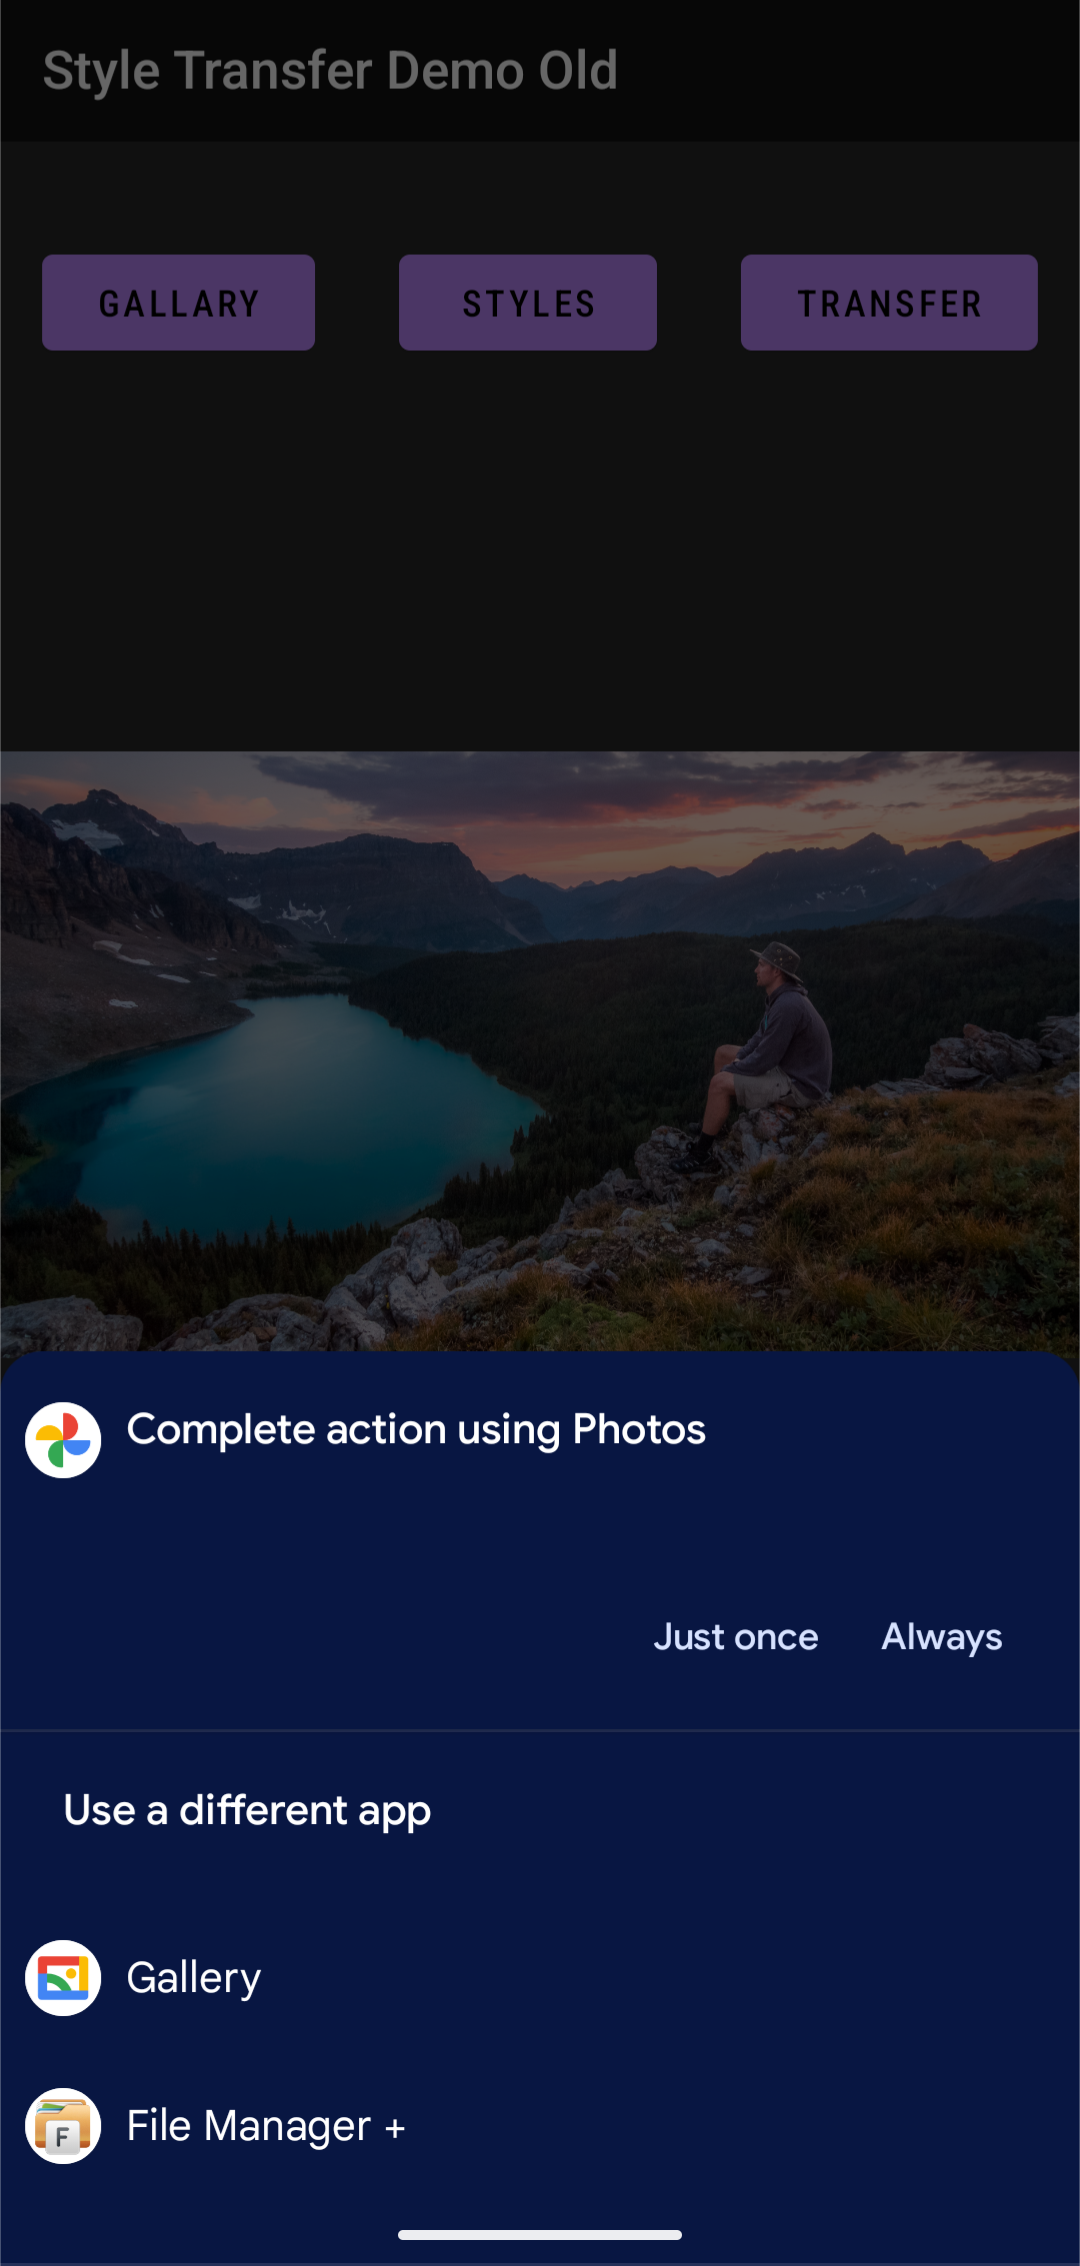 Style Transfer Demo Old
GALLARY STYLES TRANSFER
Complete action using Photos
Just once Always
Use a different app
Gallery
F
File Manager +